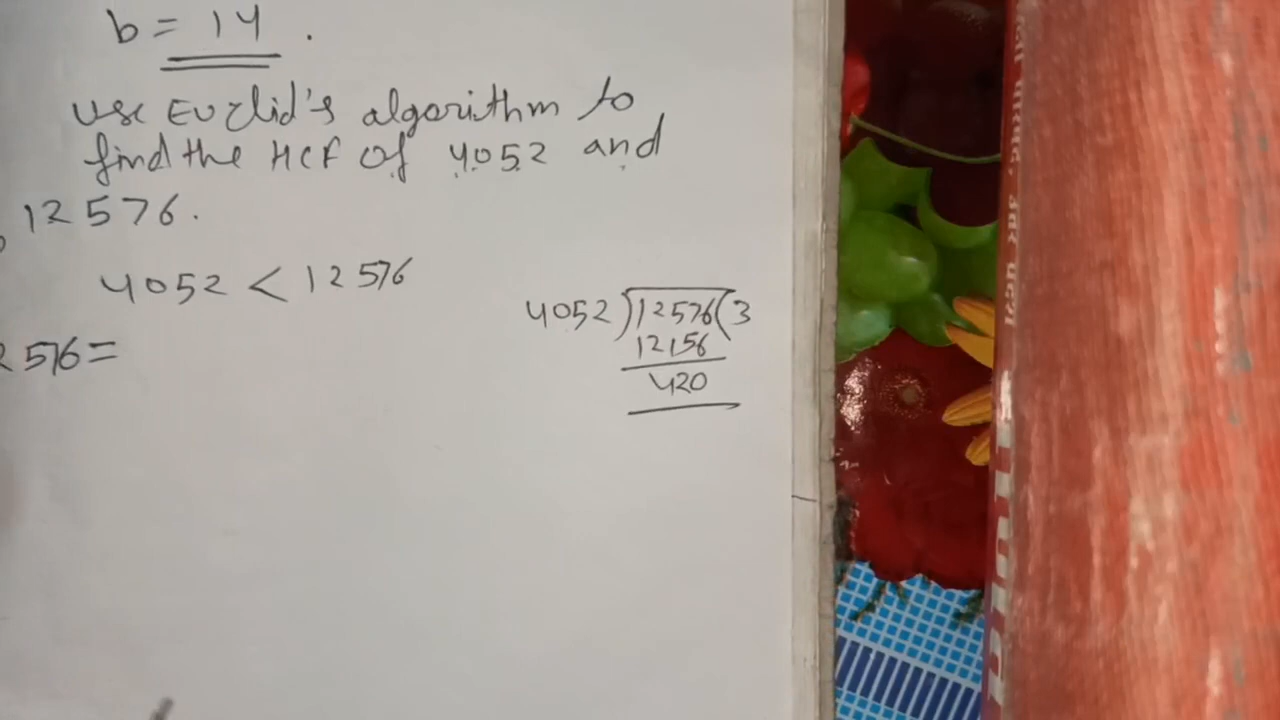 b = 14 .
Use Euclid's algorithm to
find the HCF of 4052 and
12576.
4052 < 12576
2576 =
4052 ) 12576 ( 3
12156
420